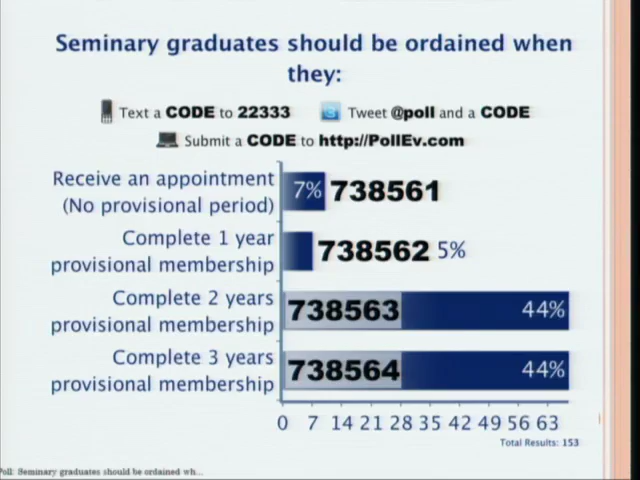 Seminary graduates should be ordained when
they:
Text a CODE to 22333
Tweet @poll and a CODE
Submit a CODE to http://PollEv.com
Receive an appointment
(No provisional period)
7% 738561
Complete 1 year
provisional membership
738562 5%
Complete 2 years
provisional membership
738563 44%
Complete 3 years
provisional membership
738564 44%
0 7 14 21 28 35 42 49 56 63
Total Results: 153
Poll: Seminary graduates should be ordained wh...